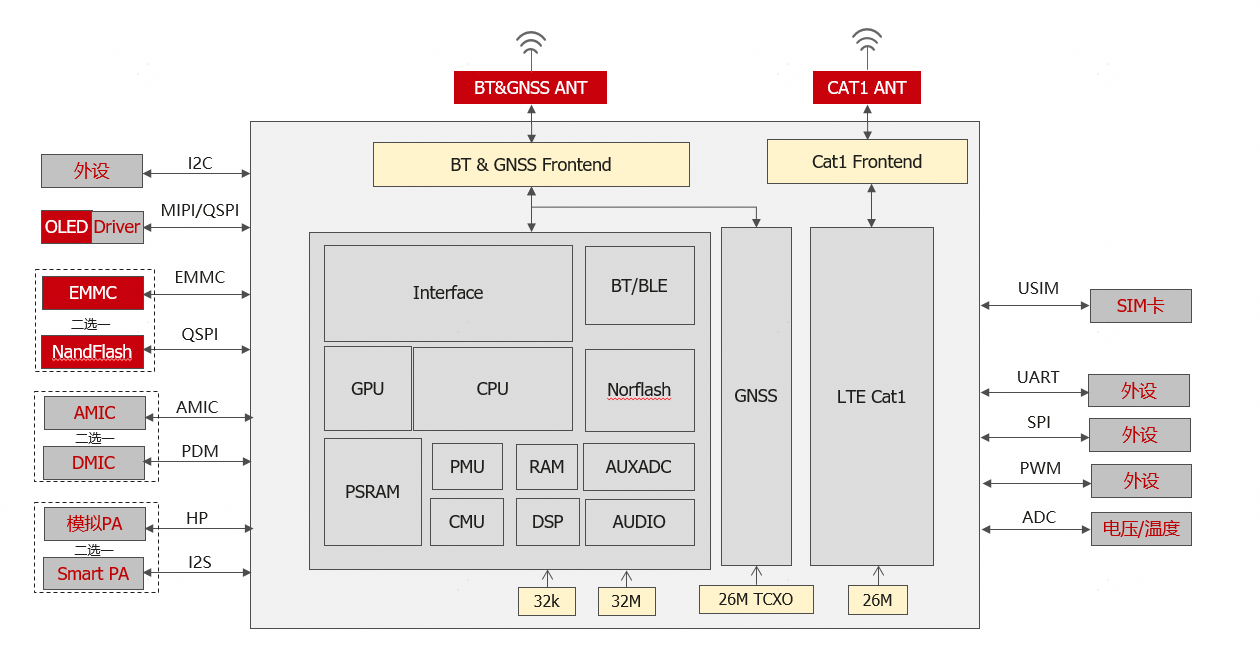 BT&GNSS ANT
CAT1 ANT
BT & GNSS Frontend
Cat1 Frontend
外设
I2C
OLED Driver
MIPI/QSPI
EMMC
EMMC
二选一
NandFlash
QSPI
AMIC
AMIC
二选一
DMIC
PDM
模拟PA
HP
二选一
Smart PA
I2S
Interface
BT/BLE
GPU
CPU
Norflash
PSRAM
PMU
RAM
AUXADC
CMU
DSP
AUDIO
GNSS
LTE Cat1
32k
32M
26M TCXO
26M
USIM
SIM卡
UART
外设
SPI
外设
PWM
外设
ADC
电压/温度